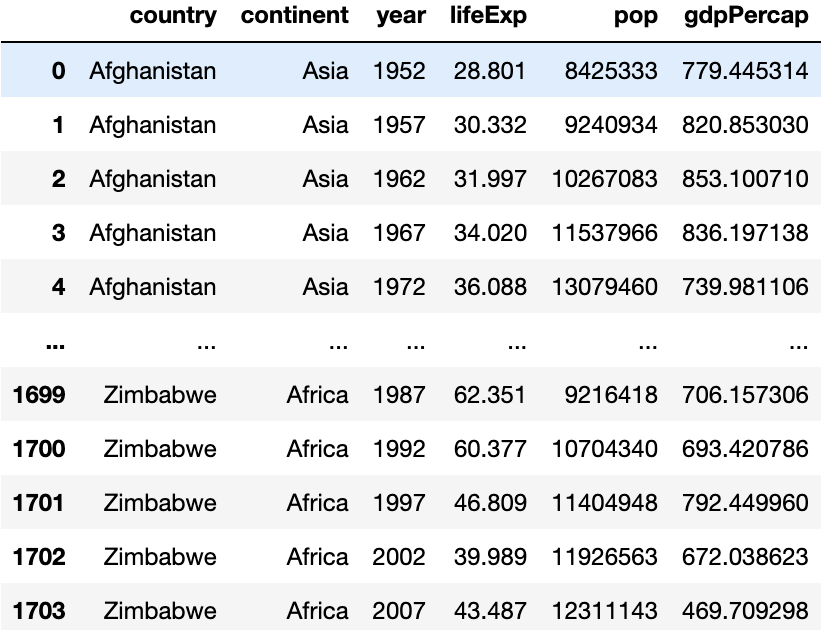 country continent year lifeExp pop gdpPercap
0 Afghanistan Asia 1952 28.801 8425333 779.445314
1 Afghanistan Asia 1957 30.332 9240934 820.853030
2 Afghanistan Asia 1962 31.997 10267083 853.100710
3 Afghanistan Asia 1967 34.020 11537966 836.197138
4 Afghanistan Asia 1972 36.088 13079460 739.981106
... ... ... ... ... ... ...
1699 Zimbabwe Africa 1987 62.351 9216418 706.157306
1700 Zimbabwe Africa 1992 60.377 10704340 693.420786
1701 Zimbabwe Africa 1997 46.809 11404948 792.449960
1702 Zimbabwe Africa 2002 39.989 11926563 672.038623
1703 Zimbabwe Africa 2007 43.487 12311143 469.709298